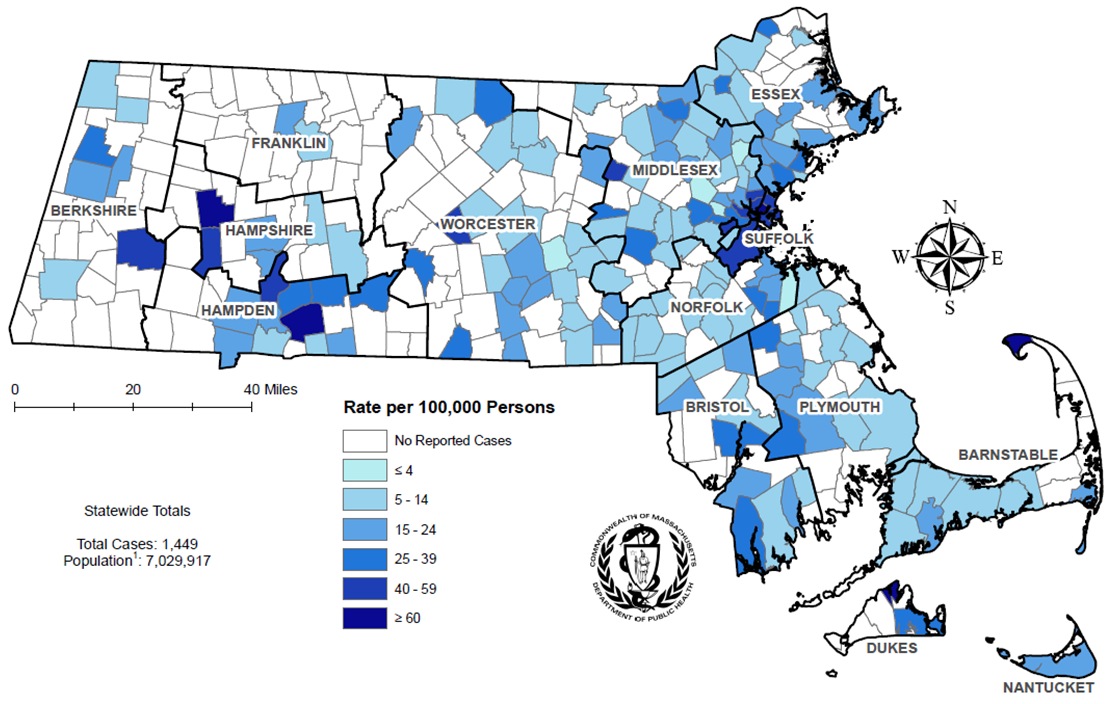 ESSEX
FRANKLIN
MIDDLESEX
BERKSHIRE
HAMPSHIRE
WORCESTER
N
SUFFOLK
W
E
S
HAMPDEN
NORFOLK
0 20 40 Miles
Rate per 100,000 Persons
BRISTOL
PLYMOUTH
No Reported Cases
BARNSTABLE
≤ 4
5 - 14
Statewide Totals
15 - 24
Total Cases: 1,449
Population1: 7,029,917
25 - 39
40 - 59
≥ 60
COMMONWEALTH OF MASSACHUSETTS
DEPARTMENT OF PUBLIC HEALTH
DUKES
NANTUCKET